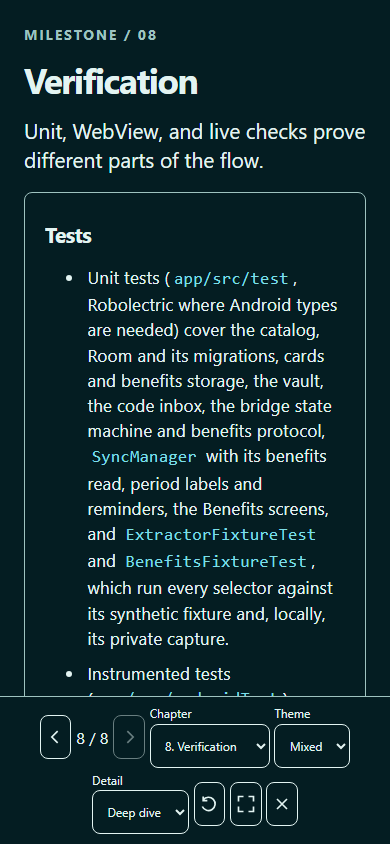 MILESTONE / 08
Verification
Unit, WebView, and live checks prove
different parts of the flow.
Tests
• Unit tests (app/src/test,
Robolectric where Android types
are needed) cover the catalog,
Room and its migrations, cards
and benefits storage, the vault,
the code inbox, the bridge state
machine and benefits protocol,
SyncManager with its benefits
read, period labels and
reminders, the Benefits screens,
and ExtractorFixtureTest
and BenefitsFixtureTest,
which run every selector against
its synthetic fixture and, locally,
its private capture.
• Instrumented tests
8 / 8
Chapter
8. Verification
Theme
Mixed
Detail
Deep dive